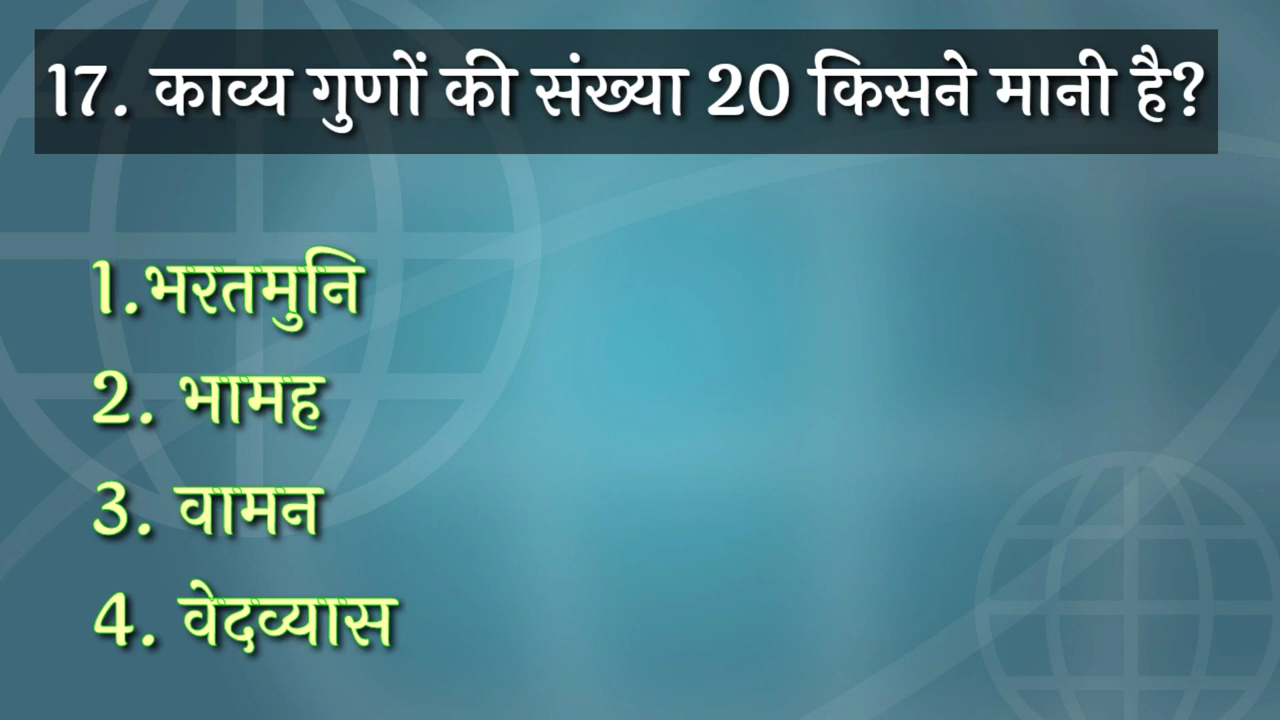 17. काव्य गुणों की संख्या 20 किसने मानी है?
1.भरतमुनि
2. भामह
3. वामन
4. वेदव्यास